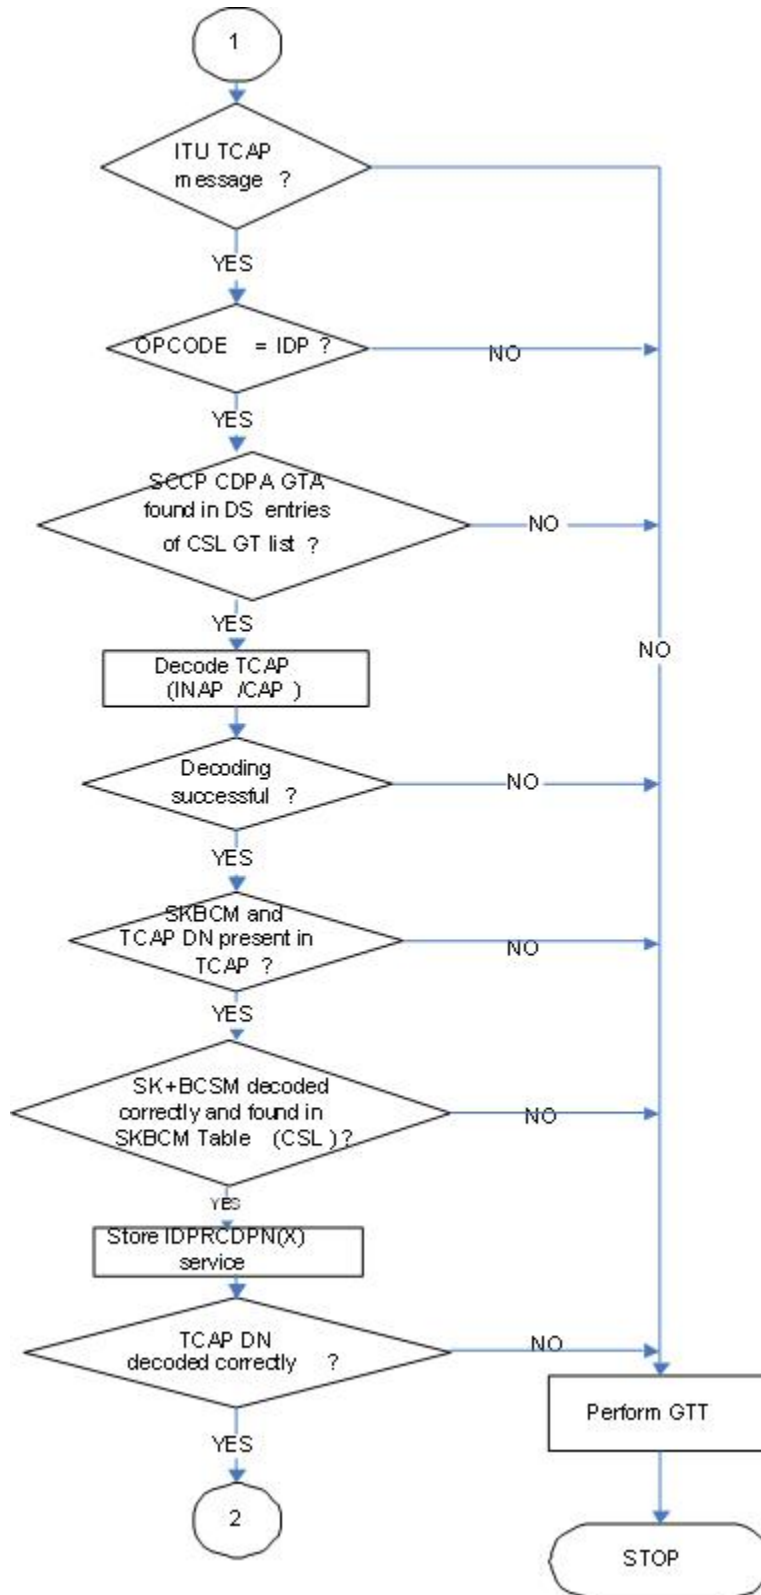 1
ITU TCAP
message ?
YES
OPCODE = IDP ?
NO
YES
SCCP CDPA GTA
found in DS entries
of CSL GT list ?
NO
YES
NO
Decode TCAP
(INAP /CAP )
Decoding
successful ?
NO
YES
SKBCM and
TCAP DN present in
TCAP ?
NO
YES
SK+BCSM decoded
correctly and found in
SKBCM Table (CSL )?
NO
YES
Store IDPRCDPN(X)
service
TCAP DN
decoded correctly ?
NO
Perform GTT
YES
2
STOP